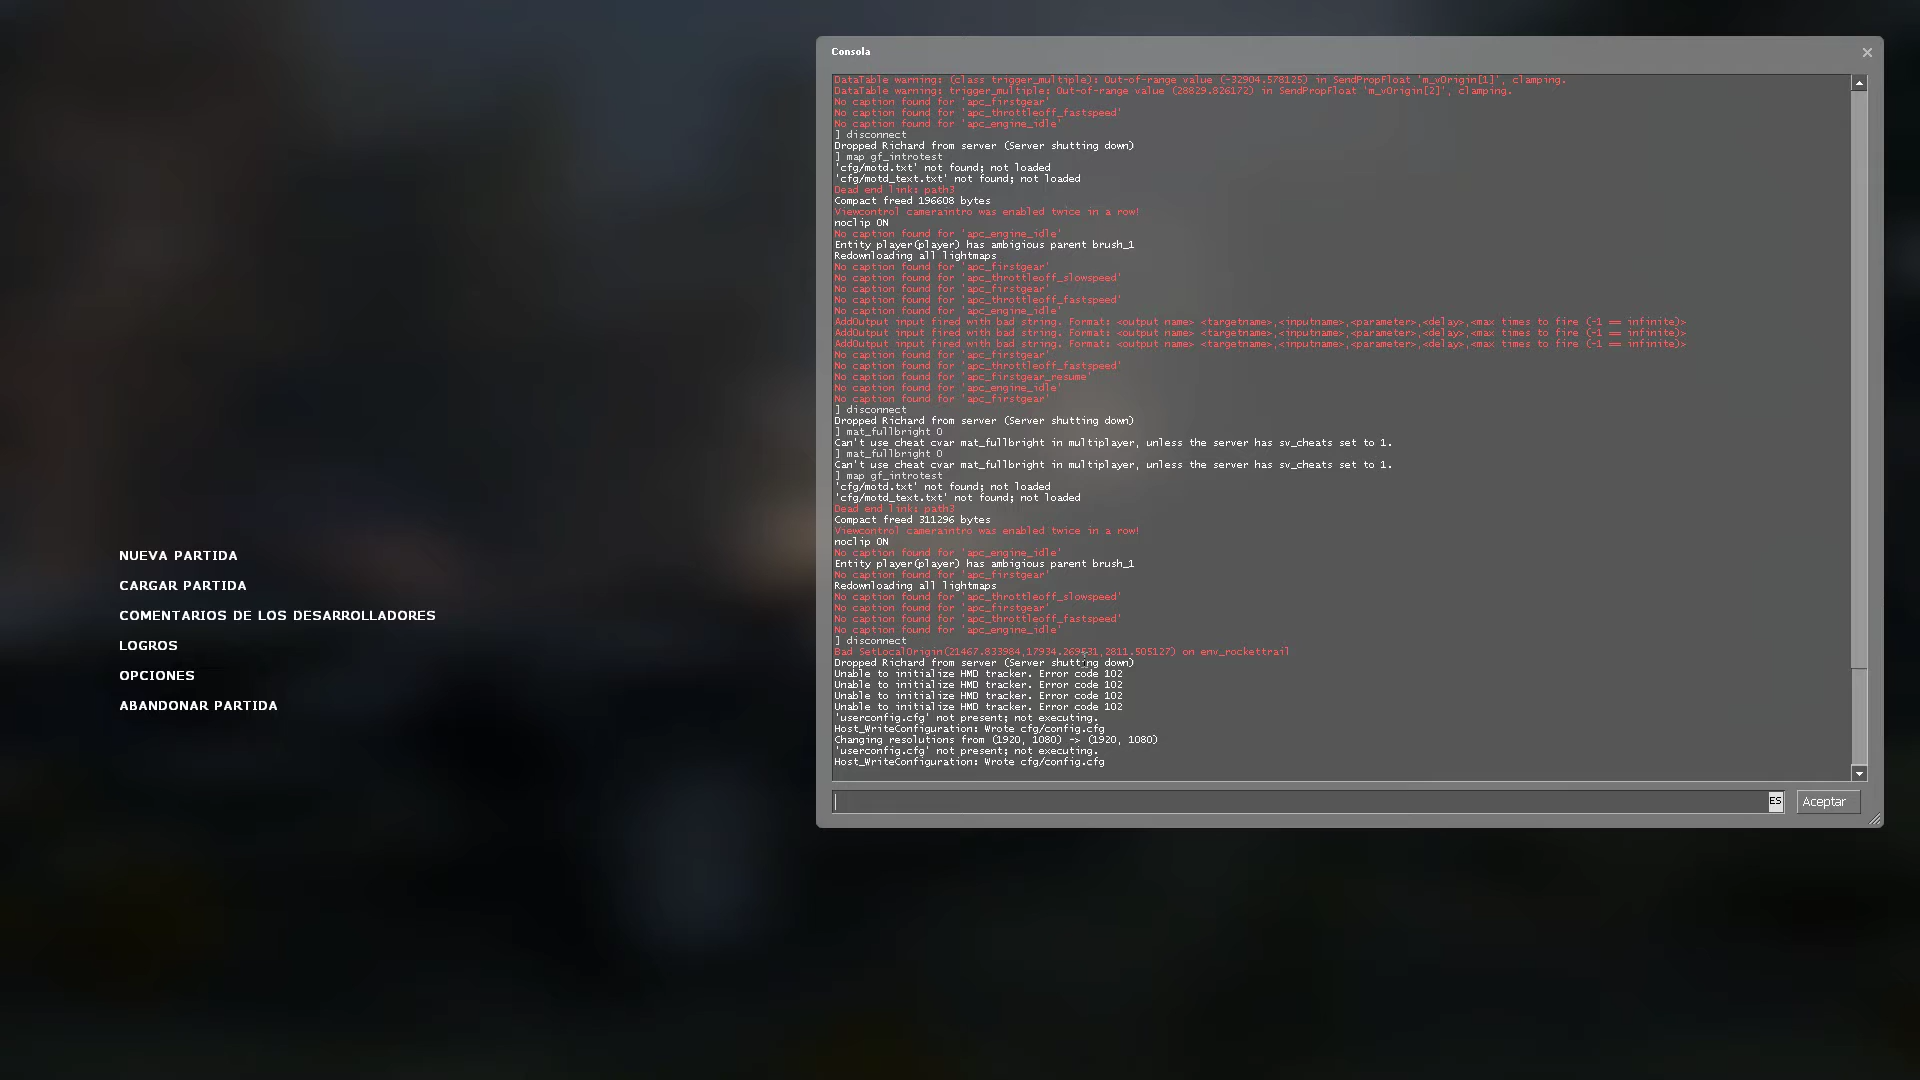 NUEVA PARTIDA
CARGAR PARTIDA
COMENTARIOS DE LOS DESARROLLADORES
LOGROS
OPCIONES
ABANDONAR PARTIDA
Consola
DataTable warning: (class trigger_multiple): Out-of-range value (-32904.578125) in SendPropFloat 'm_vOrigin[1]', clamping.
DataTable warning: trigger_multiple: Out-of-range value (28829.826172) in SendPropFloat 'm_vOrigin[2]', clamping.
No caption found for 'apc_firstgear'
No caption found for 'apc_throttleoff_fastspeed'
No caption found for 'apc_engine_idle'
] disconnect
Dropped Richard from server (Server shutting down)
] map gf_introtest
'cfg/motd.txt' not found; not loaded
'cfg/motd_text.txt' not found; not loaded
Dead end link: path3
Compact freed 196608 bytes
Viewcontrol cameraintro was enabled twice in a row!
noclip ON
No caption found for 'apc_engine_idle'
Entity player(player) has ambigious parent brush_1
Redownloading all lightmaps
No caption found for 'apc_firstgear'
No caption found for 'apc_throttleoff_slowspeed'
No caption found for 'apc_firstgear'
No caption found for 'apc_throttleoff_fastspeed'
No caption found for 'apc_engine_idle'
AddOutput input fired with bad string. Format: <output name> <targetname>,<inputname>,<parameter>,<delay>,<max times to fire (-1 == infinite)>
AddOutput input fired with bad string. Format: <output name> <targetname>,<inputname>,<parameter>,<delay>,<max times to fire (-1 == infinite)>
AddOutput input fired with bad string. Format: <output name> <targetname>,<inputname>,<parameter>,<delay>,<max times to fire (-1 == infinite)>
No caption found for 'apc_firstgear'
No caption found for 'apc_throttleoff_fastspeed'
No caption found for 'apc_firstgear_resume'
No caption found for 'apc_engine_idle'
No caption found for 'apc_firstgear'
] disconnect
Dropped Richard from server (Server shutting down)
] mat_fullbright 0
Can't use cheat cvar mat_fullbright in multiplayer, unless the server has sv_cheats set to 1.
] mat_fullbright 0
Can't use cheat cvar mat_fullbright in multiplayer, unless the server has sv_cheats set to 1.
] map gf_introtest
'cfg/motd.txt' not found; not loaded
'cfg/motd_text.txt' not found; not loaded
Dead end link: path3
Compact freed 311296 bytes
Viewcontrol cameraintro was enabled twice in a row!
noclip ON
No caption found for 'apc_engine_idle'
Entity player(player) has ambigious parent brush_1
No caption found for 'apc_firstgear'
Redownloading all lightmaps
No caption found for 'apc_throttleoff_slowspeed'
No caption found for 'apc_firstgear'
No caption found for 'apc_throttleoff_fastspeed'
No caption found for 'apc_engine_idle'
] disconnect
Bad SetLocalOrigin(21467.833984,17934.269531,2811.505127) on env_rockettrail
Dropped Richard from server (Server shutting down)
Unable to initialize HMD tracker. Error code 102
Unable to initialize HMD tracker. Error code 102
Unable to initialize HMD tracker. Error code 102
Unable to initialize HMD tracker. Error code 102
'userconfig.cfg' not present; not executing.
Host_WriteConfiguration: Wrote cfg/config.cfg
Changing resolutions from (1920, 1080) -> (1920, 1080)
'userconfig.cfg' not present; not executing.
Host_WriteConfiguration: Wrote cfg/config.cfg
ES
Aceptar